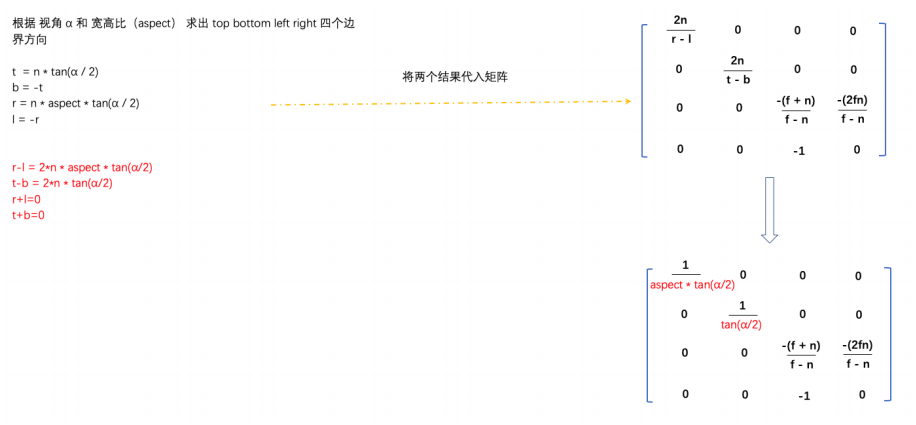 根据 视角 α 和 宽高比（aspect） 求出 top bottom left right 四个边
界方向
t = n * tan(α / 2)
b = -t
r = n * aspect * tan(α / 2)
l = -r
r-l = 2*n * aspect * tan(α/2)
t-b = 2*n * tan(α/2)
r+l=0
t+b=0
将两个结果代入矩阵
2n
r - l
0 0 0
0
2n
t - b
0 0
0 0
-(f + n)
f - n
-(2fn)
f - n
0 0 -1 0
1
aspect * tan(α/2)
0 0 0
0
1
tan(α/2)
0 0
0 0
-(f + n)
f - n
-(2fn)
f - n
0 0 -1 0